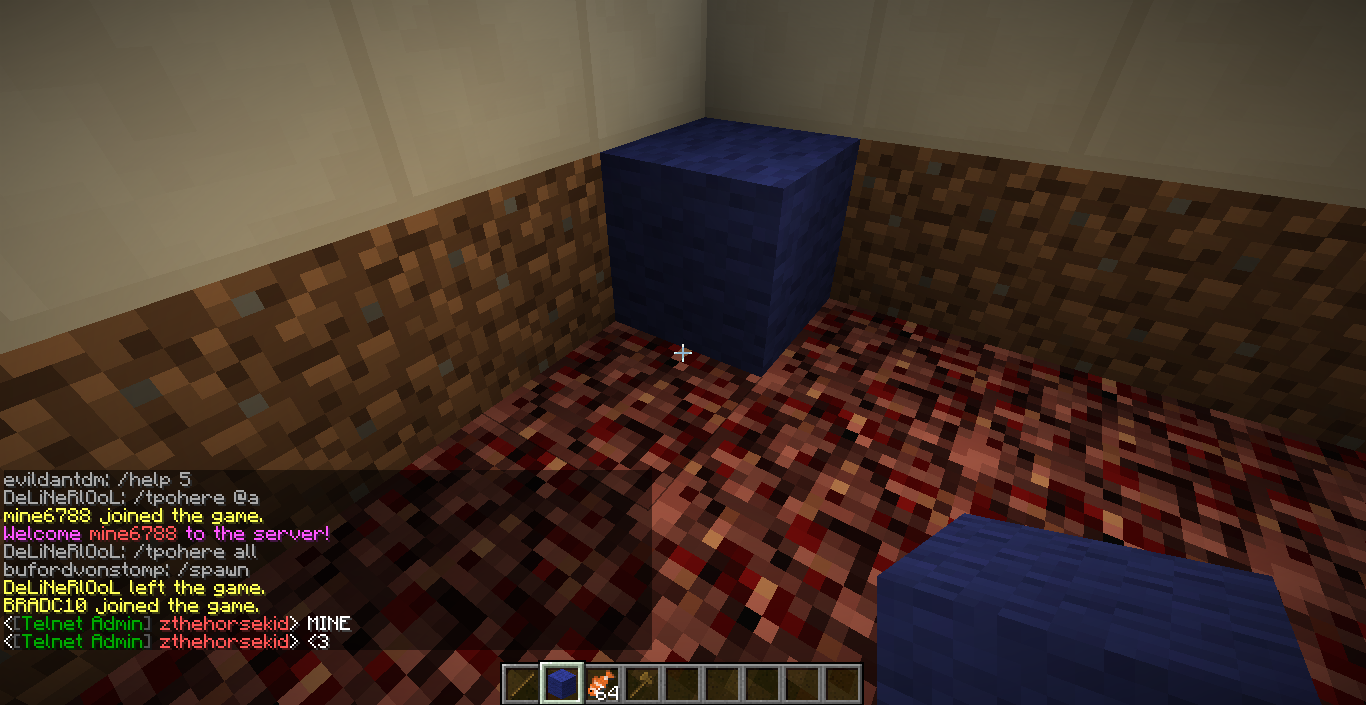 evildantdm: /help 5
DeLiNeRlOoL: /tpohere @a
mine6788 joined the game.
Welcome mine6788 to the server!
DeLiNeRlOoL: /tpohere all
bufordvonstomp: /spawn
DeLiNeRlOoL left the game.
BRADC10 joined the game.
<[Telnet Admin] zthehorsekid> MINE
<[Telnet Admin] zthehorsekid> <3
64